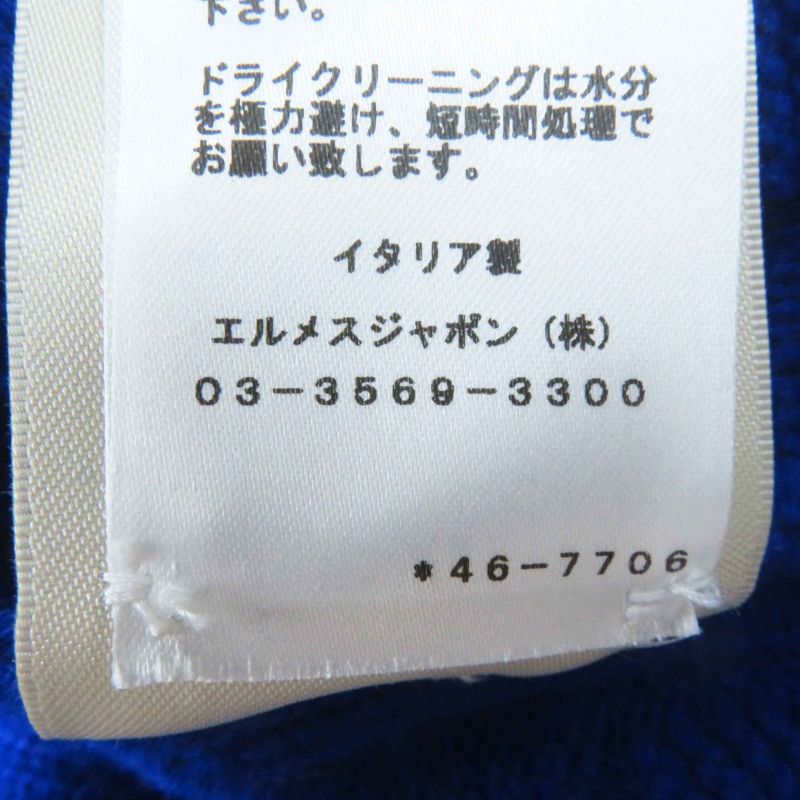 下さい。
ドライクリーニングは水分
を極力避け、短時間処理で
お願い致します。
イタリア製
エルメスジャポン（株）
03-3569-3300
*46-7706